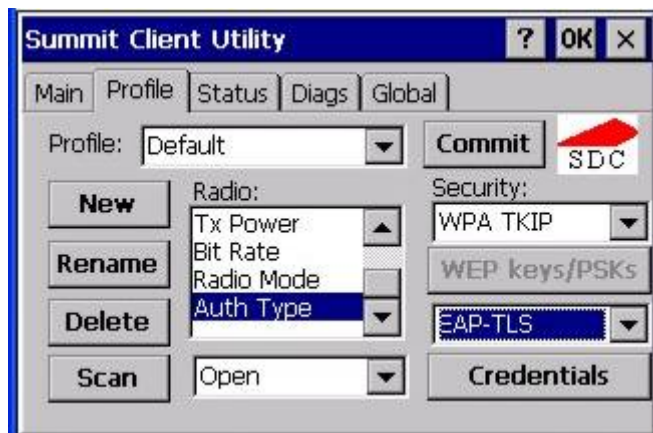 Summit Client Utility ? OK ×
Main Profile Status Diags Global
Profile: Default Commit SDC
New Radio: Security:
Tx Power WPA TKIP
Bit Rate
Rename Radio Mode WEP keys/PSKs
Auth Type
Delete EAP-TLS
Scan Open Credentials